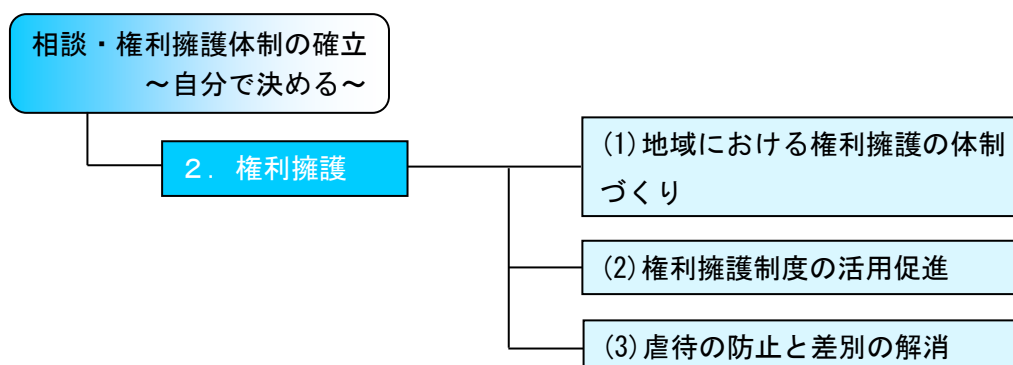 相談・権利擁護体制の確立
～自分で決める～
２．権利擁護
(1)地域における権利擁護の体制
づくり
(2)権利擁護制度の活用促進
(3)虐待の防止と差別の解消